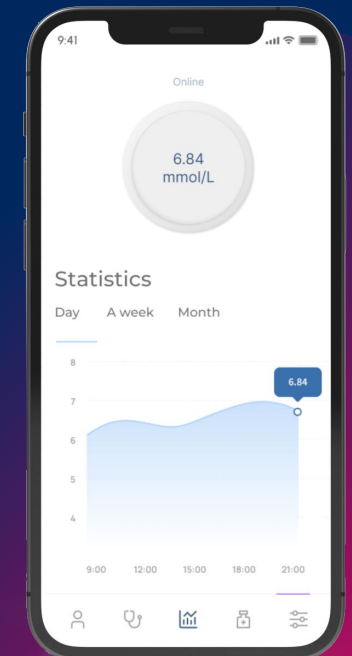 9:41
Online
6.84
mmol/L
Statistics
Day A week Month
8
6.84
7
6
5
4
9:00 12:00 15:00 18:00 21:00